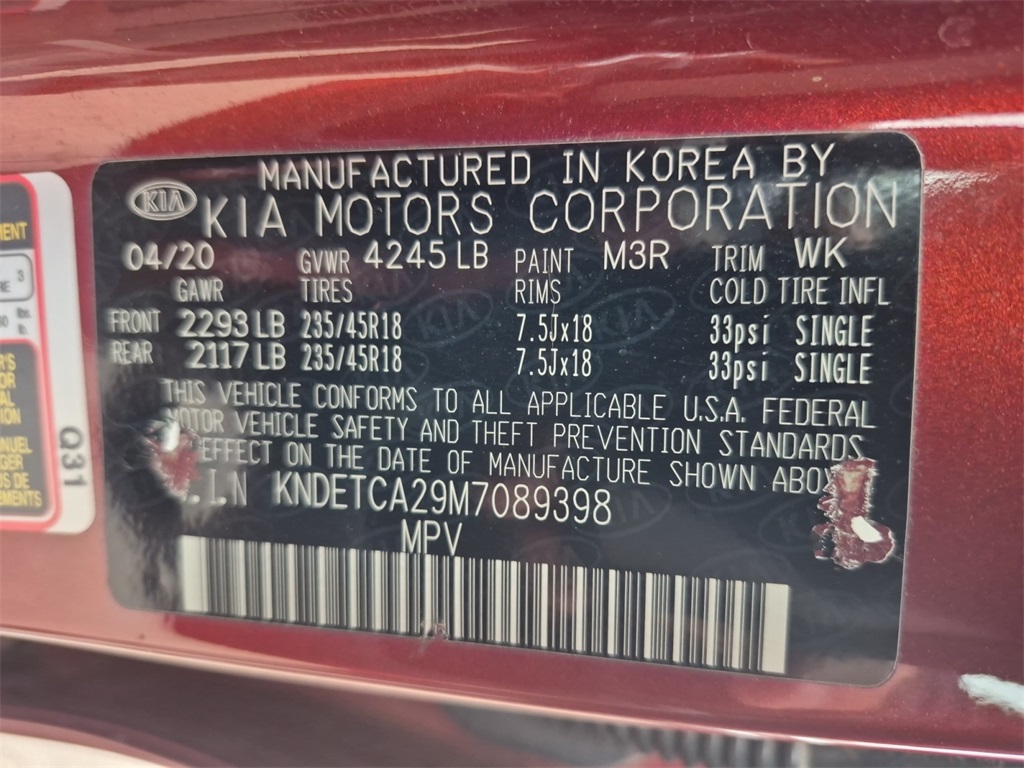 MANUFACTURED IN KOREA BY
KIA
KIA MOTORS CORPORATION
04/20 GVWR 4245 LB PAINT M3R TRIM WK
GAWR TIRES RIMS COLD TIRE INFL
FRONT 2293 LB 235/45R18 7.5Jx18 33psi SINGLE
REAR 2117 LB 235/45R18 7.5Jx18 33psi SINGLE
THIS VEHICLE CONFORMS TO ALL APPLICABLE U.S.A. FEDERAL
MOTOR VEHICLE SAFETY AND THEFT PREVENTION STANDARDS
EFFECT ON THE DATE OF MANUFACTURE SHOWN
KNDETCA29M7089398
MPV
3
lbs.
Q31